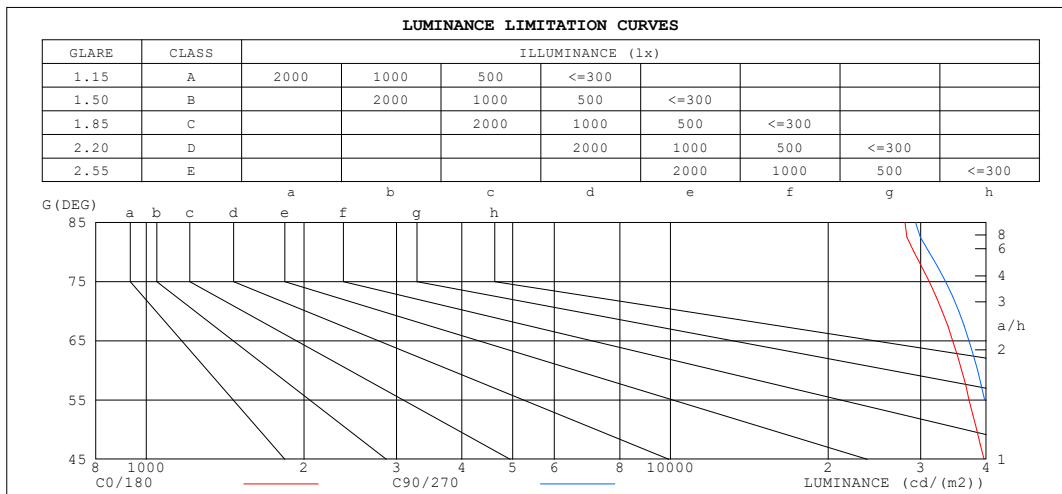 LUMINANCE LIMITATION CURVES
GLARE CLASS ILLUMINANCE (lx)
1.15 A 2000 1000 500 <=300
1.50 B 2000 1000 500 <=300
1.85 C 2000 1000 500 <=300
2.20 D 2000 1000 500 <=300
2.55 E 2000 1000 500 <=300
a b c d e f g h
G(DEG)
a b c d e f g h
85
8
6
75 4
3
a/h
65 2
55
45 1
8 1000 2 3 4 5 6 8 10000 2 3 4
C0/180 C90/270 LUMINANCE (cd/(m2))